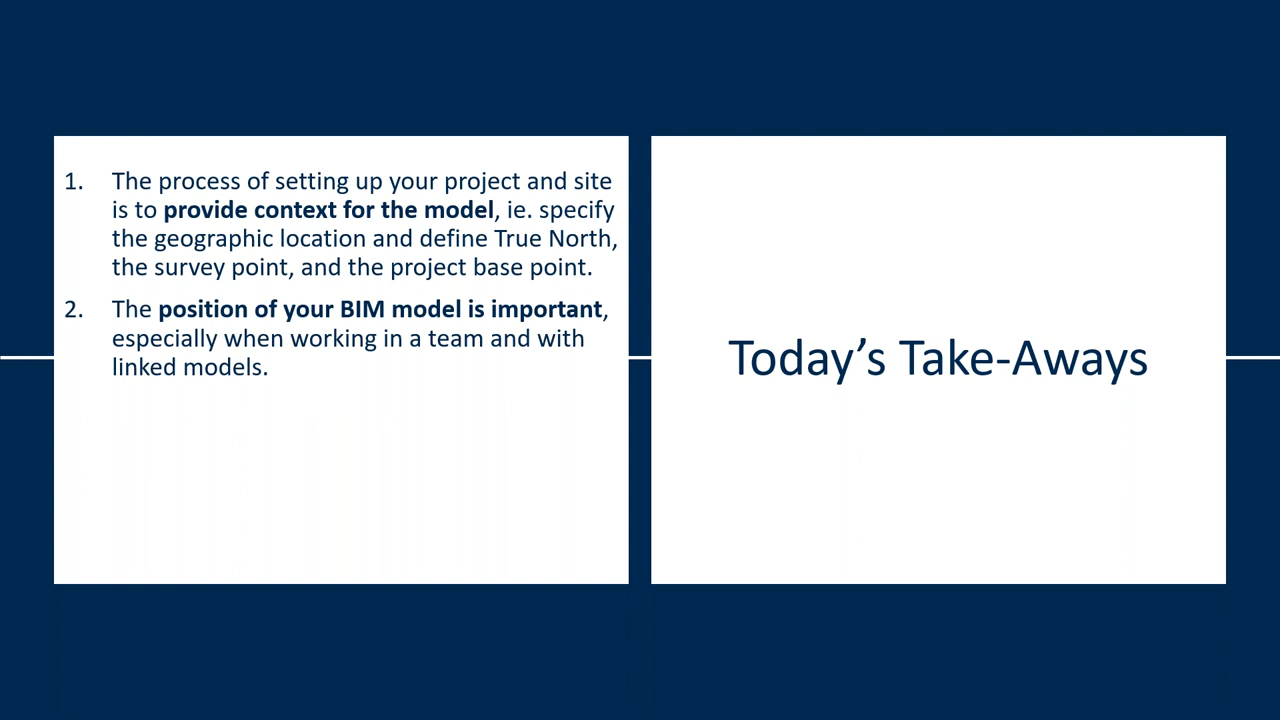 1. The process of setting up your project and site
is to provide context for the model, ie. specify
the geographic location and define True North,
the survey point, and the project base point.
2. The position of your BIM model is important,
especially when working in a team and with
linked models.
Today’s Take-Aways